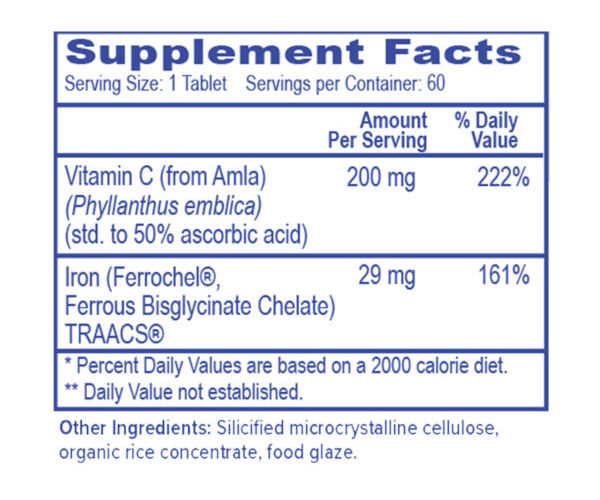 Supplement Facts
Serving Size: 1 Tablet Servings per Container: 60
Amount Per Serving % Daily Value
Vitamin C (from Amla) 200 mg 222%
(Phyllanthus emblica)
(std. to 50% ascorbic acid)
Iron (Ferrochel®, 29 mg 161%
Ferrous Bisglycinate Chelate)
TRAACS®
* Percent Daily Values are based on a 2000 calorie diet.
** Daily Value not established.
Other Ingredients: Silicified microcrystalline cellulose,
organic rice concentrate, food glaze.